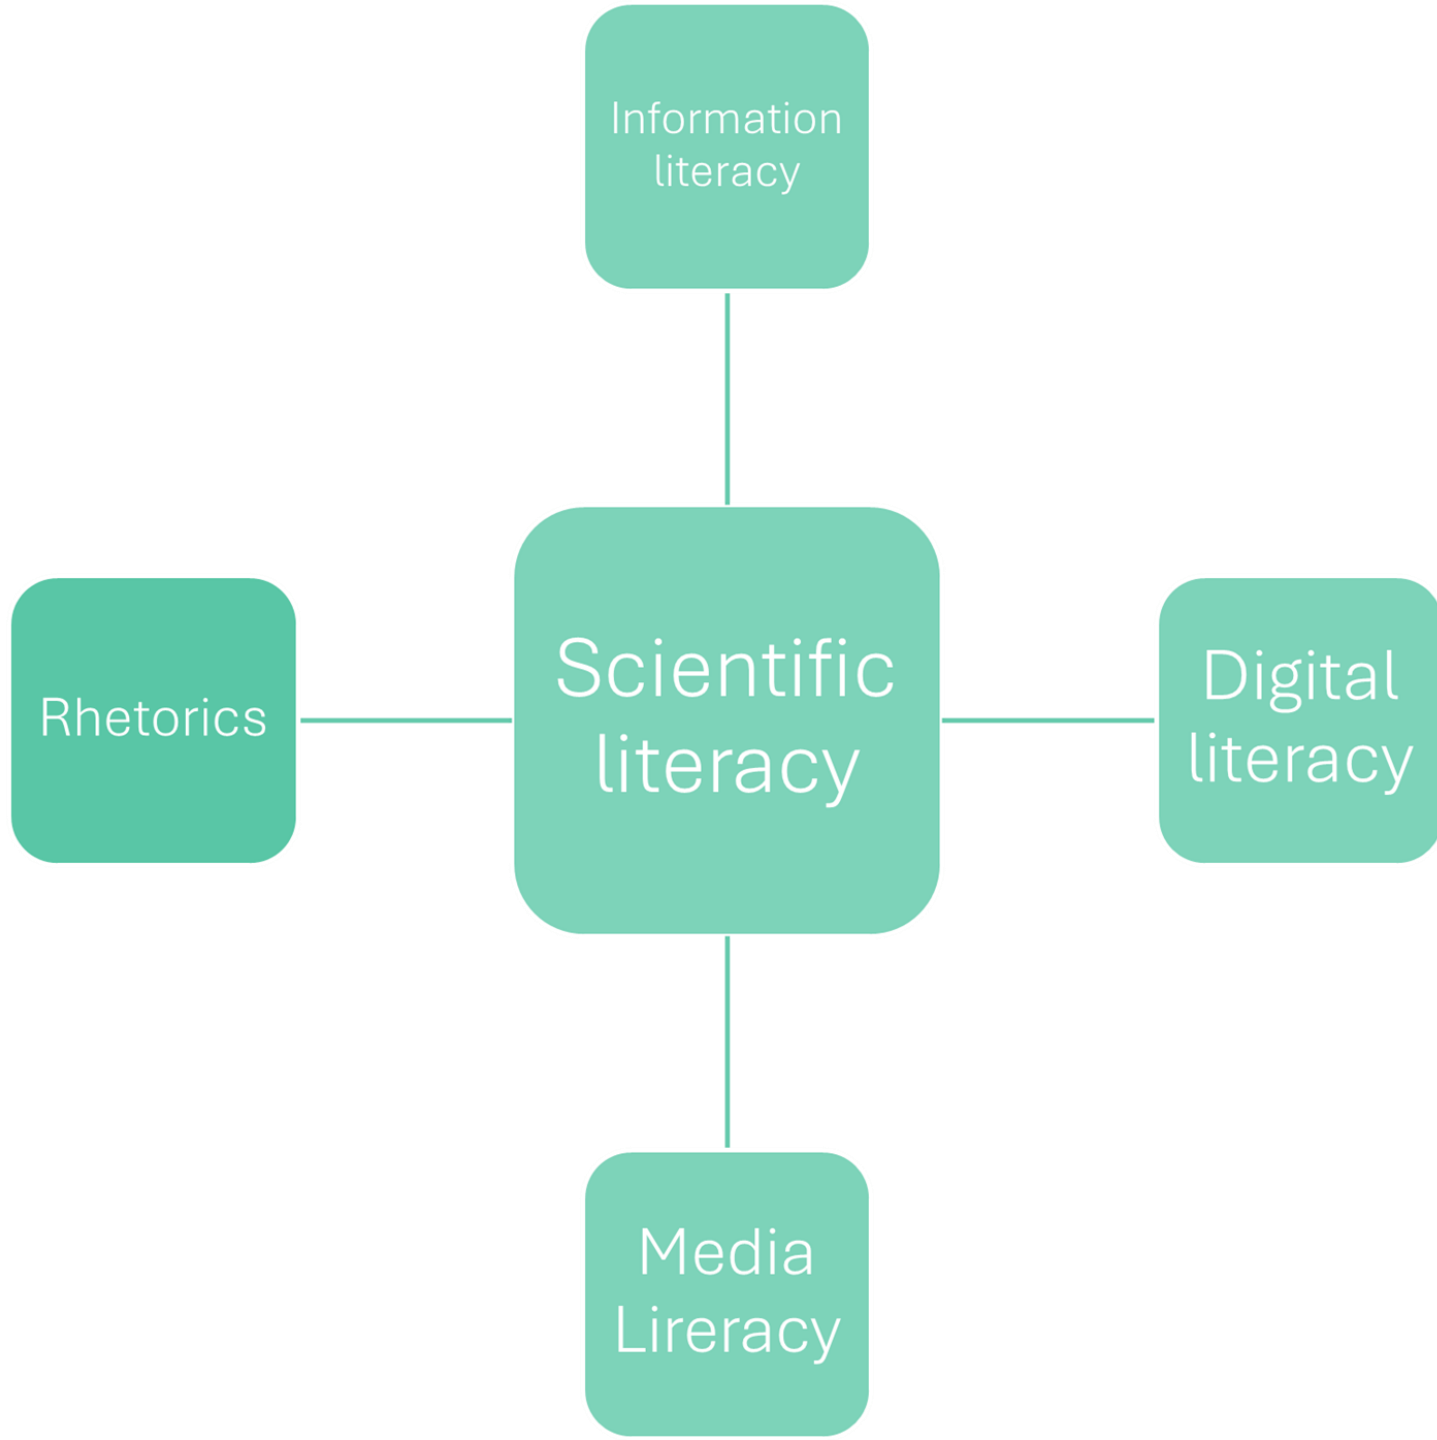 Information
literacy
Rhetorics
Scientific
literacy
Digital
literacy
Media
Lireracy